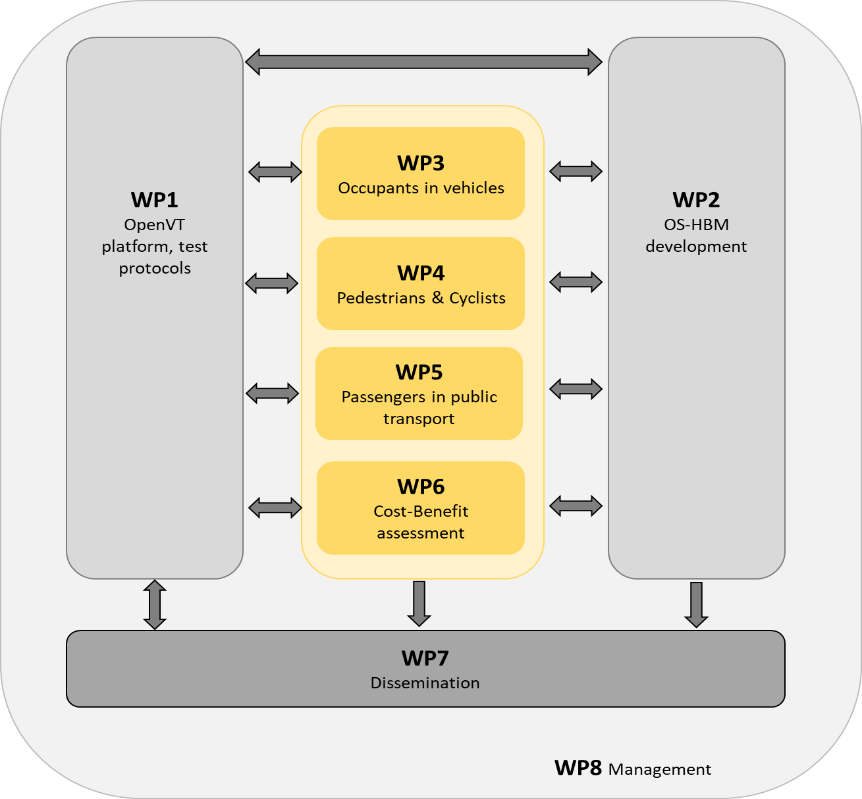 WP1
OpenVT
platform, test
protocols
WP3
Occupants in vehicles
WP4
Pedestrians & Cyclists
WP5
Passengers in public
transport
WP6
Cost-Benefit
assessment
WP2
OS-HBM
development
WP7
Dissemination
WP8 Management